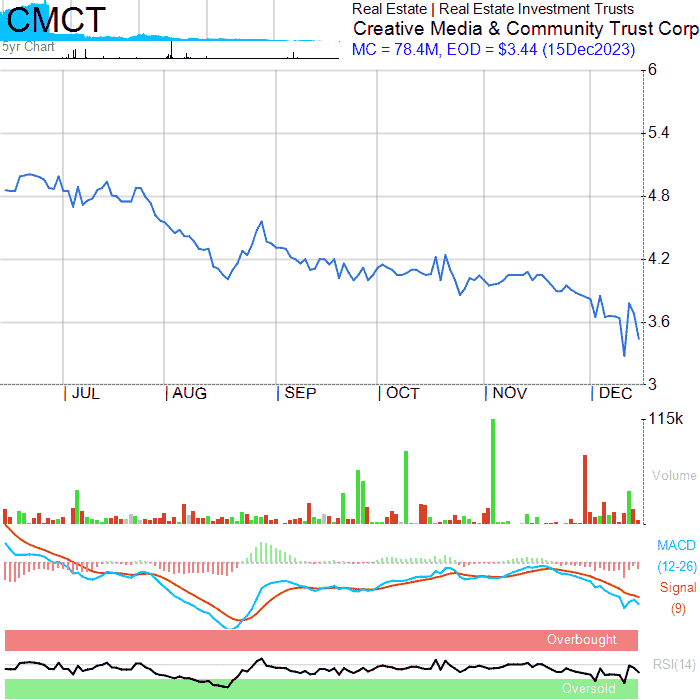 CMCT
5yr Chart
Real Estate | Real Estate Investment Trusts
Creative Media & Community Trust Corp
MC = 78.4M, EOD = $3.44 (15Dec2023)
6
5.4
4.8
4.2
3.6
3
JUL
AUG
SEP
OCT
NOV
DEC
115k
Volume
MACD
(12-26)
Signal
(9)
Overbought
RSI(14)
Oversold